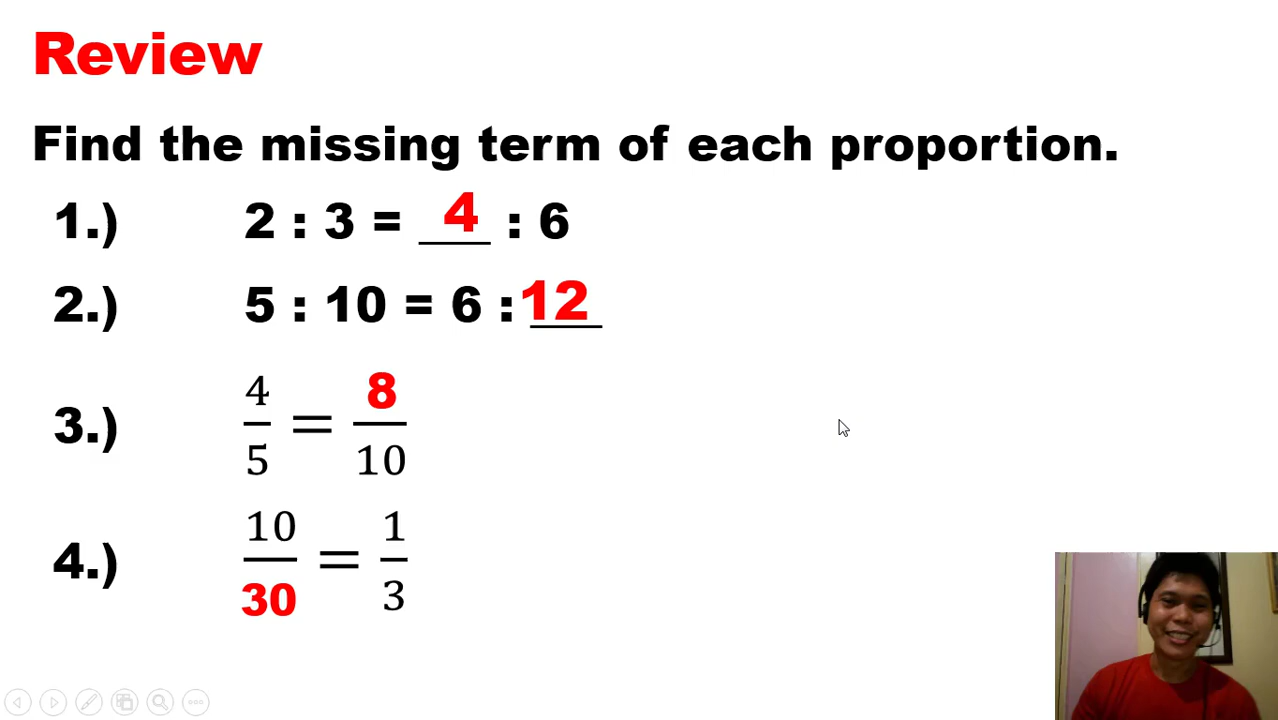 Review
Find the missing term of each proportion.
1.) 2 : 3 = 4 : 6
2.) 5 : 10 = 6 : 12
3.) 4/5 = 8/10
4.) 10/30 = 1/3